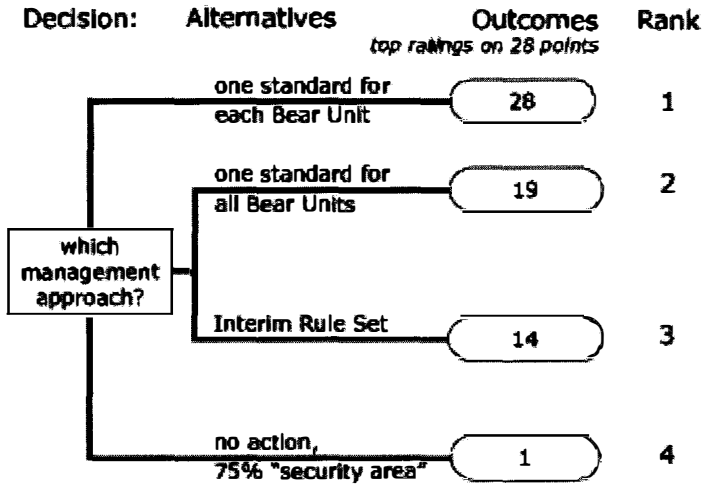 Decision: Alternatives Outcomes Rank
top ratings on 28 points
one standard for
each Bear Unit
28 1
one standard for
all Bear Units
19 2
which
management
approach?
Interim Rule Set
14 3
no action,
75% "security area"
1 4